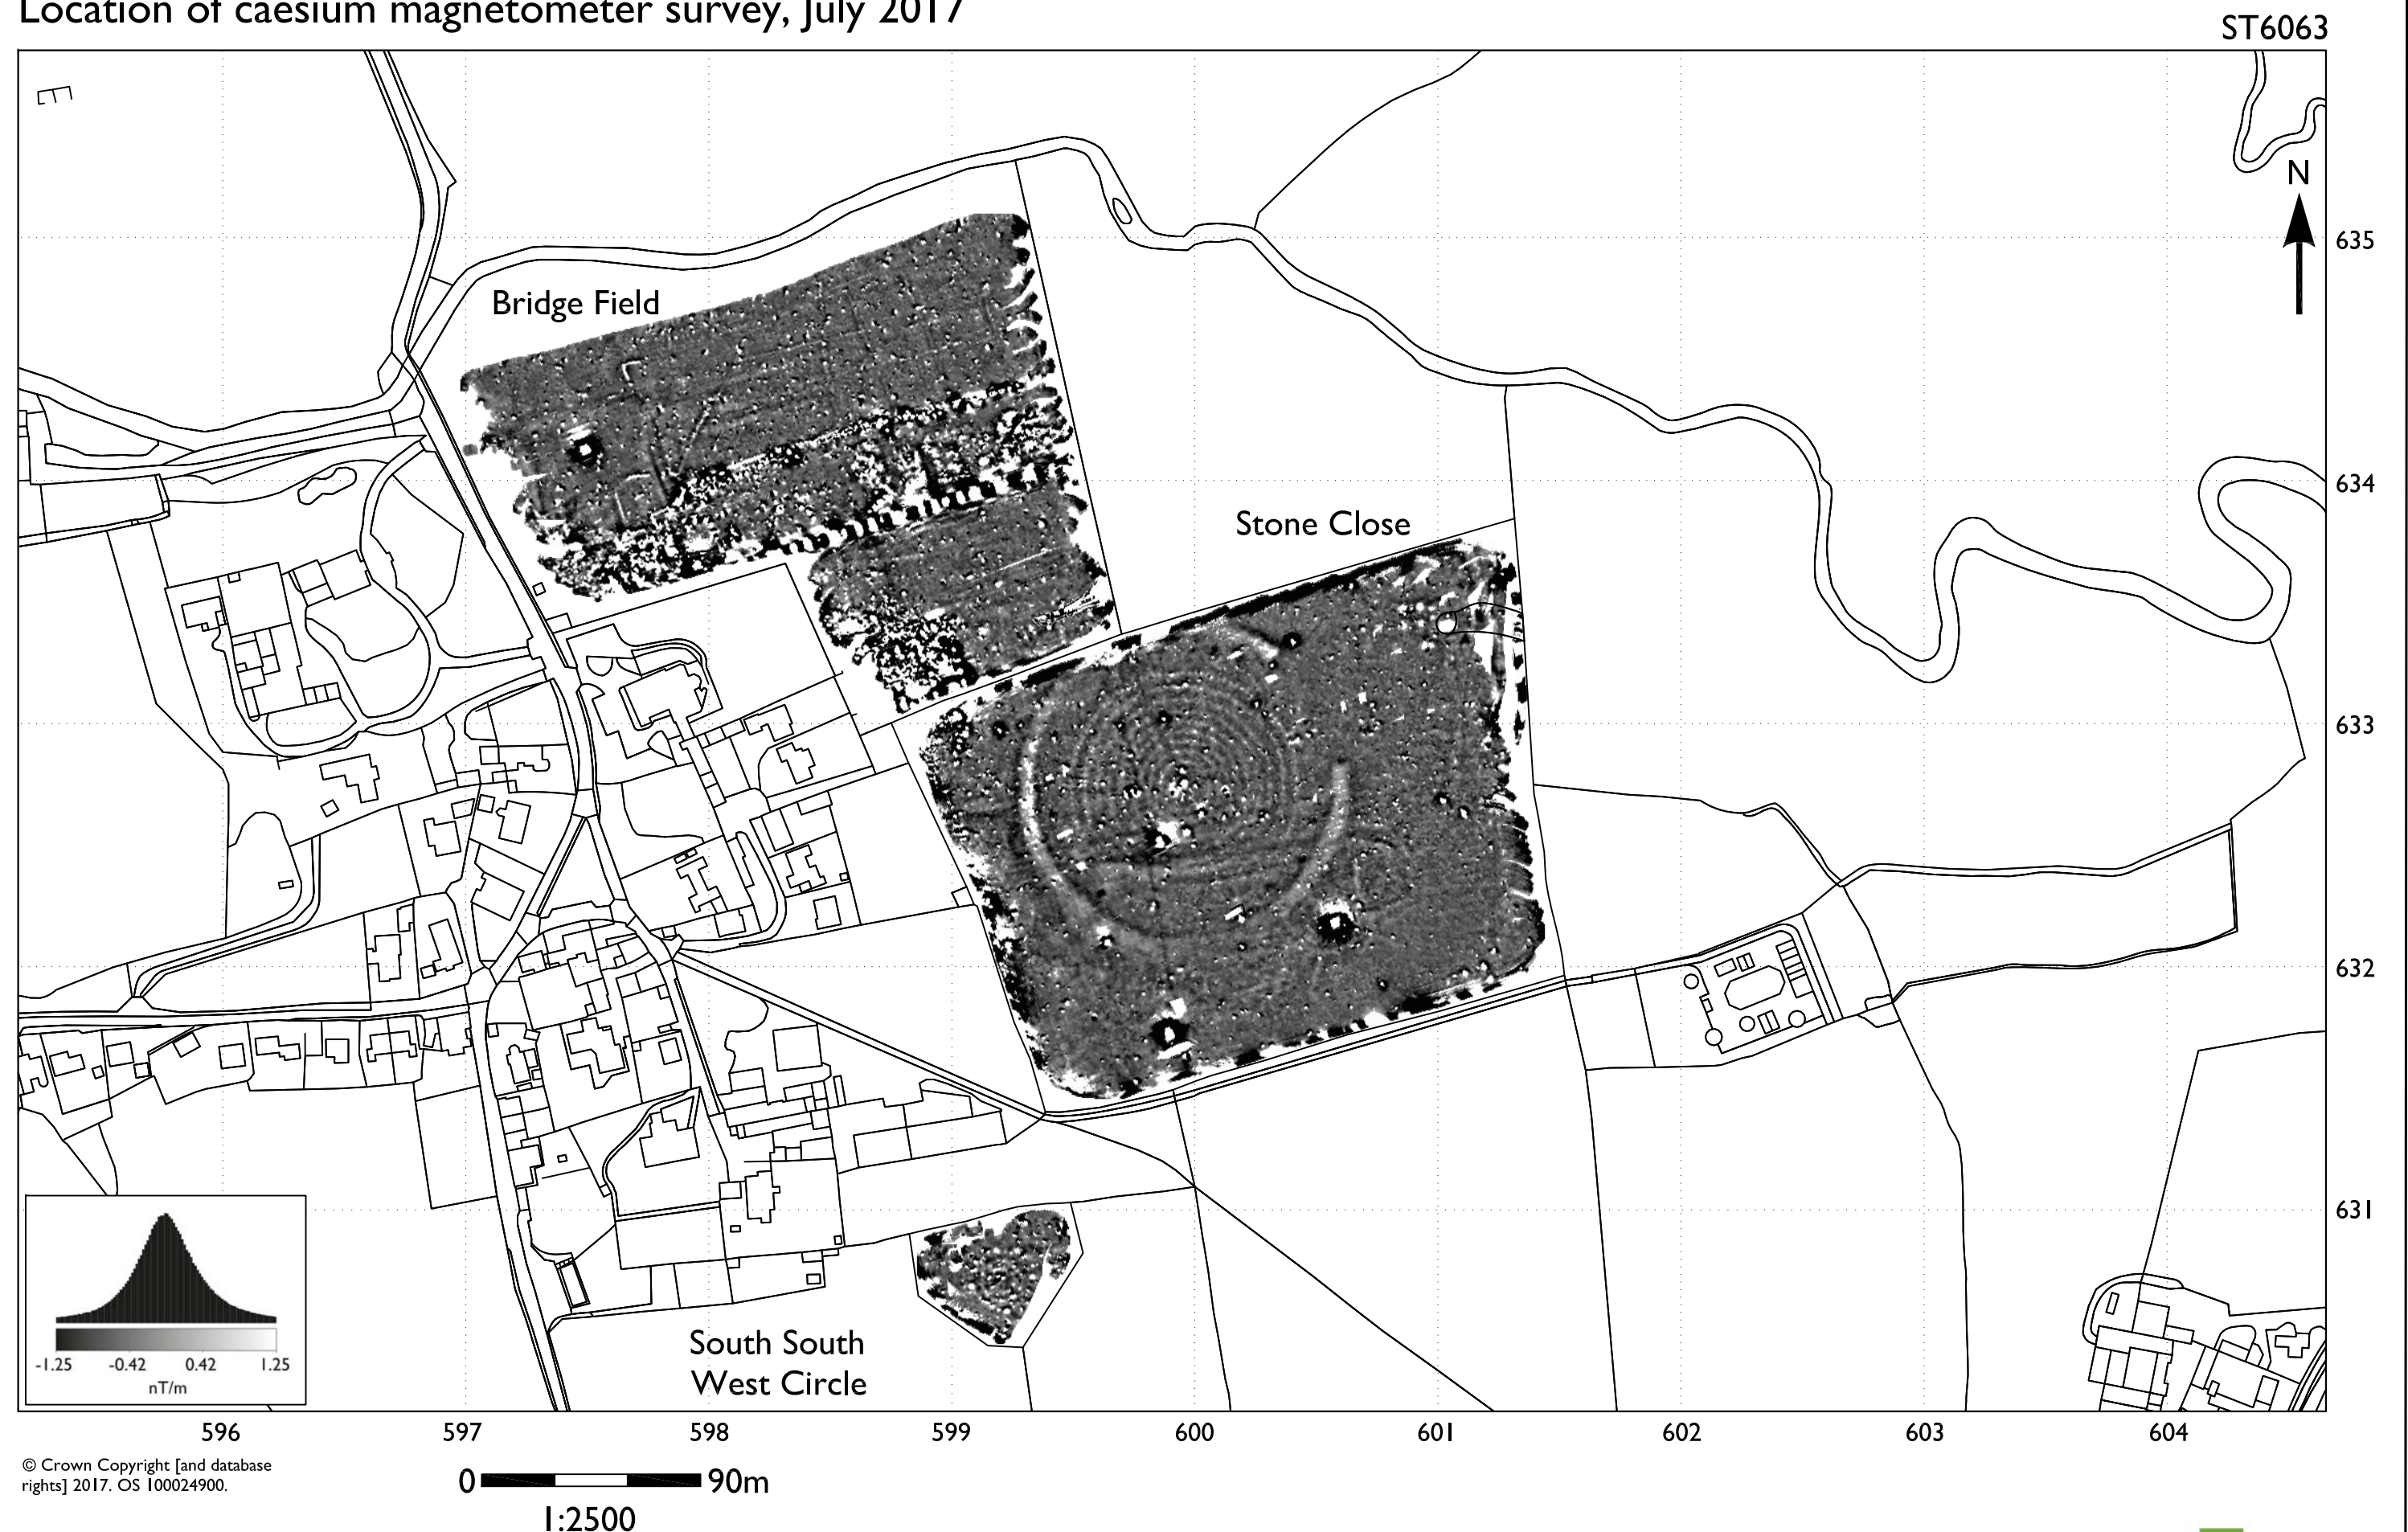 Location of caesium magnetometer survey, July 2017
ST6063
N
635
Bridge Field
634
Stone Close
633
632
631
-1.25 -0.42 0.42 1.25
nT/m
South South
West Circle
596 597 598 599 600 601 602 603 604
© Crown Copyright [and database
rights] 2017. OS 100024900.
0 90m
1:2500